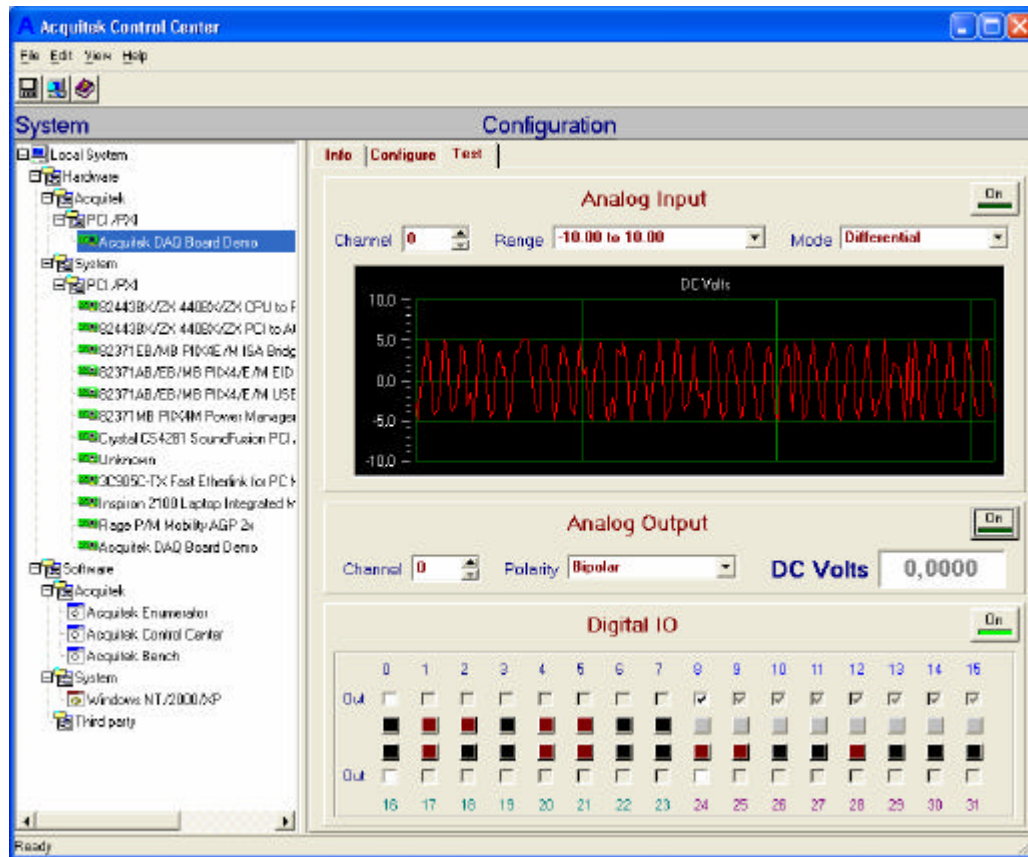 Acquitek Control Center
File Edit View Help
System
Configuration
Local System
Hardware
Acquitek
PCI /PXI
Acquitek DAQ Board Demo
System
PCI /PXI
82443BX/ZX 440BX/ZX CPU to P
82443BX/ZX 440BX/ZX PCI to A
82371EB/MB PIIX4E/M ISA Bridg
82371AB/EB/MB PIIX4/E/M EID
82371AB/EB/MB PIIX4/E/M USB
82371MB PIIX4M Power Manager
Crystal CS4281 SoundFusion PCI
Unknown
3C905C-TX Fast Etherlink for PC
Inspiron 2100 Laptop Integrated
Rage P/M Mobility AGP 2x
Acquitek DAQ Board Demo
Software
Acquitek
Acquitek Enumerator
Acquitek Control Center
Acquitek Bench
System
Windows NT/2000/XP
Third party
Info Configure Test
Analog Input
On
Channel 0 Range -10.00 to 10.00 Mode Differential
DC Volts
10,0
5,0
0,0
-5,0
-10,0
Analog Output
On
Channel 0 Polarity Bipolar DC Volts 0,0000
Digital IO
On
0 1 2 3 4 5 6 7 8 9 10 11 12 13 14 15
Out
Out
16 17 18 19 20 21 22 23 24 25 26 27 28 29 30 31
Ready